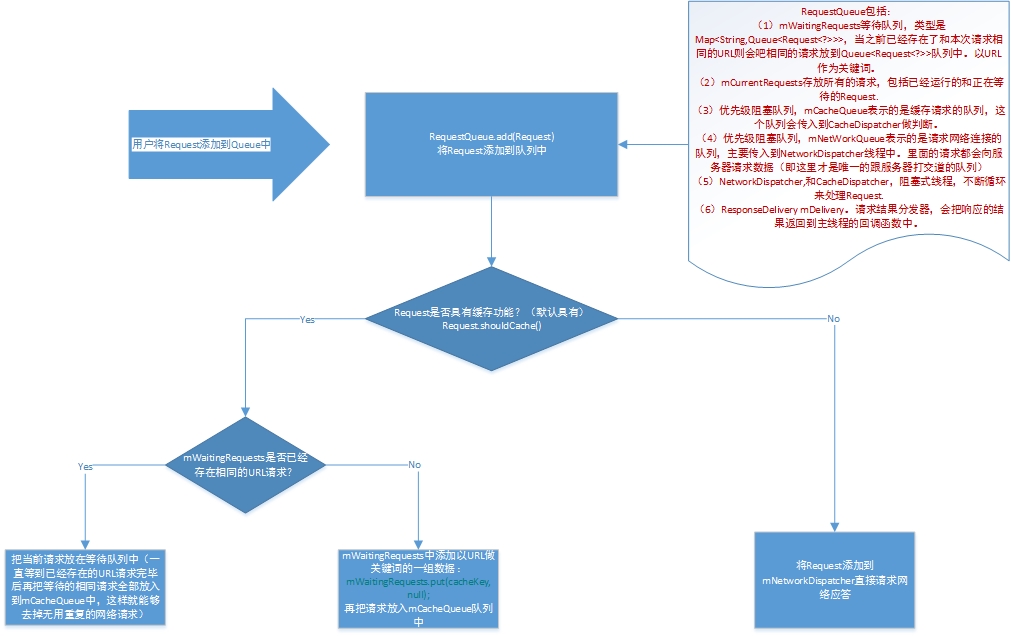 RequestQueue包括:
（1）mWaitingRequests等待队列，类型是
Map<String,Queue<Request<?>>>，当之前已经存在了和本次请求相
同的URL则会吧相同的请求放到Queue<Request<?>>队列中。以URL
作为关键词。
（2）mCurrentRequests存放所有的请求，包括已经运行的和正在等
待的Request.
（3）优先级阻塞队列，mCacheQueue表示的是缓存请求的队列，这
个队列会传入到CacheDispatcher做判断。
（4）优先级阻塞队列，mNetWorkQueue表示的是请求网络连接的
队列，主要传入到NetworkDispatcher线程中。里面的请求都会向服
务器请求数据（即这里才是唯一的跟服务器打交道的队列）
（5）NetworkDispatcher,和CacheDispatcher，阻塞式线程，不断循环
来处理Request.
（6）ResponseDelivery mDelivery。请求结果分发器，会把响应的结
果返回到主线程的回调函数中．
用户将Request添加到Queue中
RequestQueue.add(Request)
将Request添加到队列中
Request是否具有缓存功能？（默认具有）
Request.shouldCache()
Yes
No
mWaitingRequests是否已经
存在相同的URL请求？
Yes
No
把当前请求放在等待队列中（一
直等到已经存在的URL请求完毕
后再把等待的相同请求全部放入
到mCacheQueue中，这样就能够
去掉无用重复的网络请求）
mWaitingRequests中添加以URL做
关键词的一组数据：
mWaitingRequests.put(cacheKey,
null);
再把请求放入mCacheQueue队列
中
将Request添加到
mNetworkDispatcher直接请求网
络应答